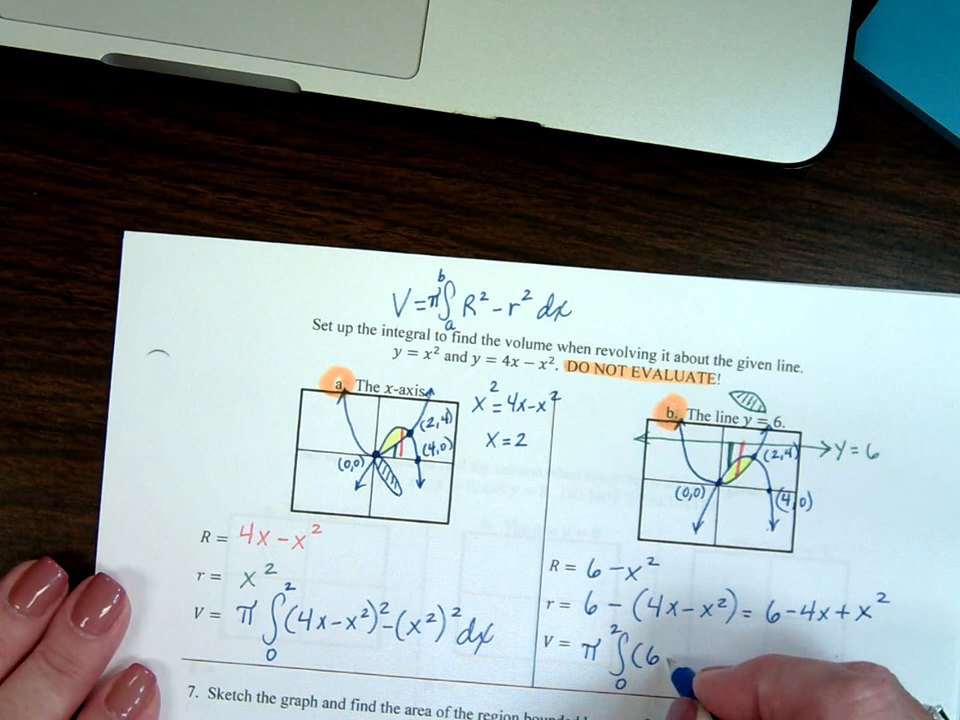 V = π∫ₐᵇ R² - r² dx
Set up the integral to find the volume when revolving it about the given line.
y = x² and y = 4x − x². DO NOT EVALUATE!
a. The x-axis.
x² = 4x-x²
x = 2
(2,4)
(4,0)
(0,0)
R = 4x - x²
r = x²
V = π ∫₀² (4x-x²)² - (x²)² dx
b. The line y = 6.
y = 6
(2,4)
(0,0)
(4,0)
R = 6 - x²
r = 6 - (4x-x²) = 6-4x+x²
V = π ∫₀² (6
7. Sketch the graph and find the area of the region